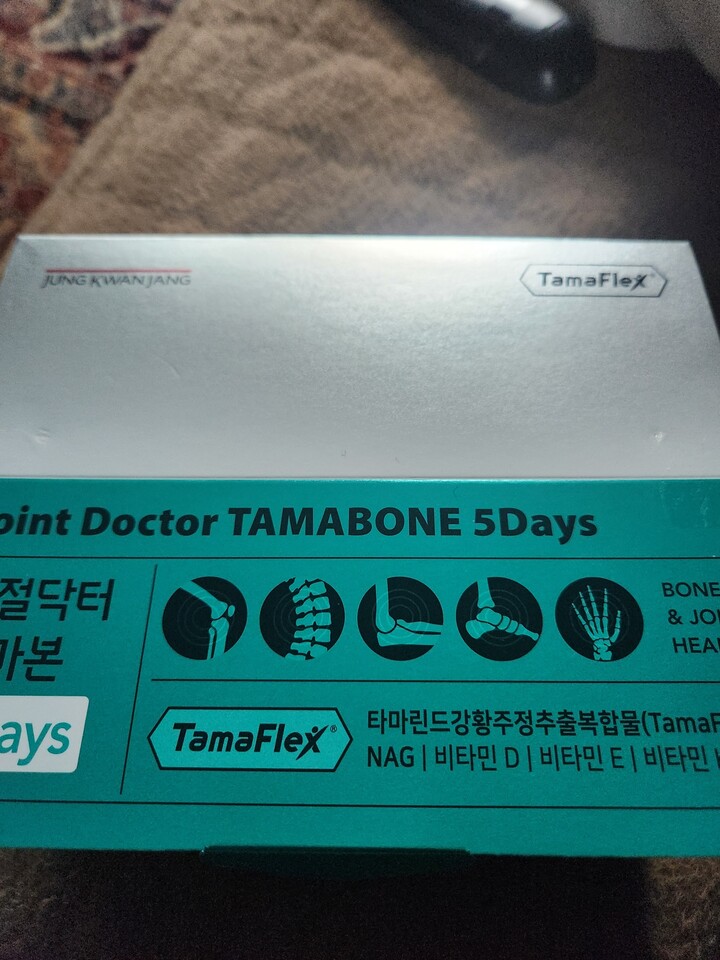 JUNG KWAN JANG
TamaFlex®
oint Doctor TAMABONE 5Days
절닥터
마본
ays
BONE
& JOI
HEAL
TamaFlex®
타마린드강황주정추출복합물(TamaF
NAG | 비타민 D | 비타민 E | 비타민